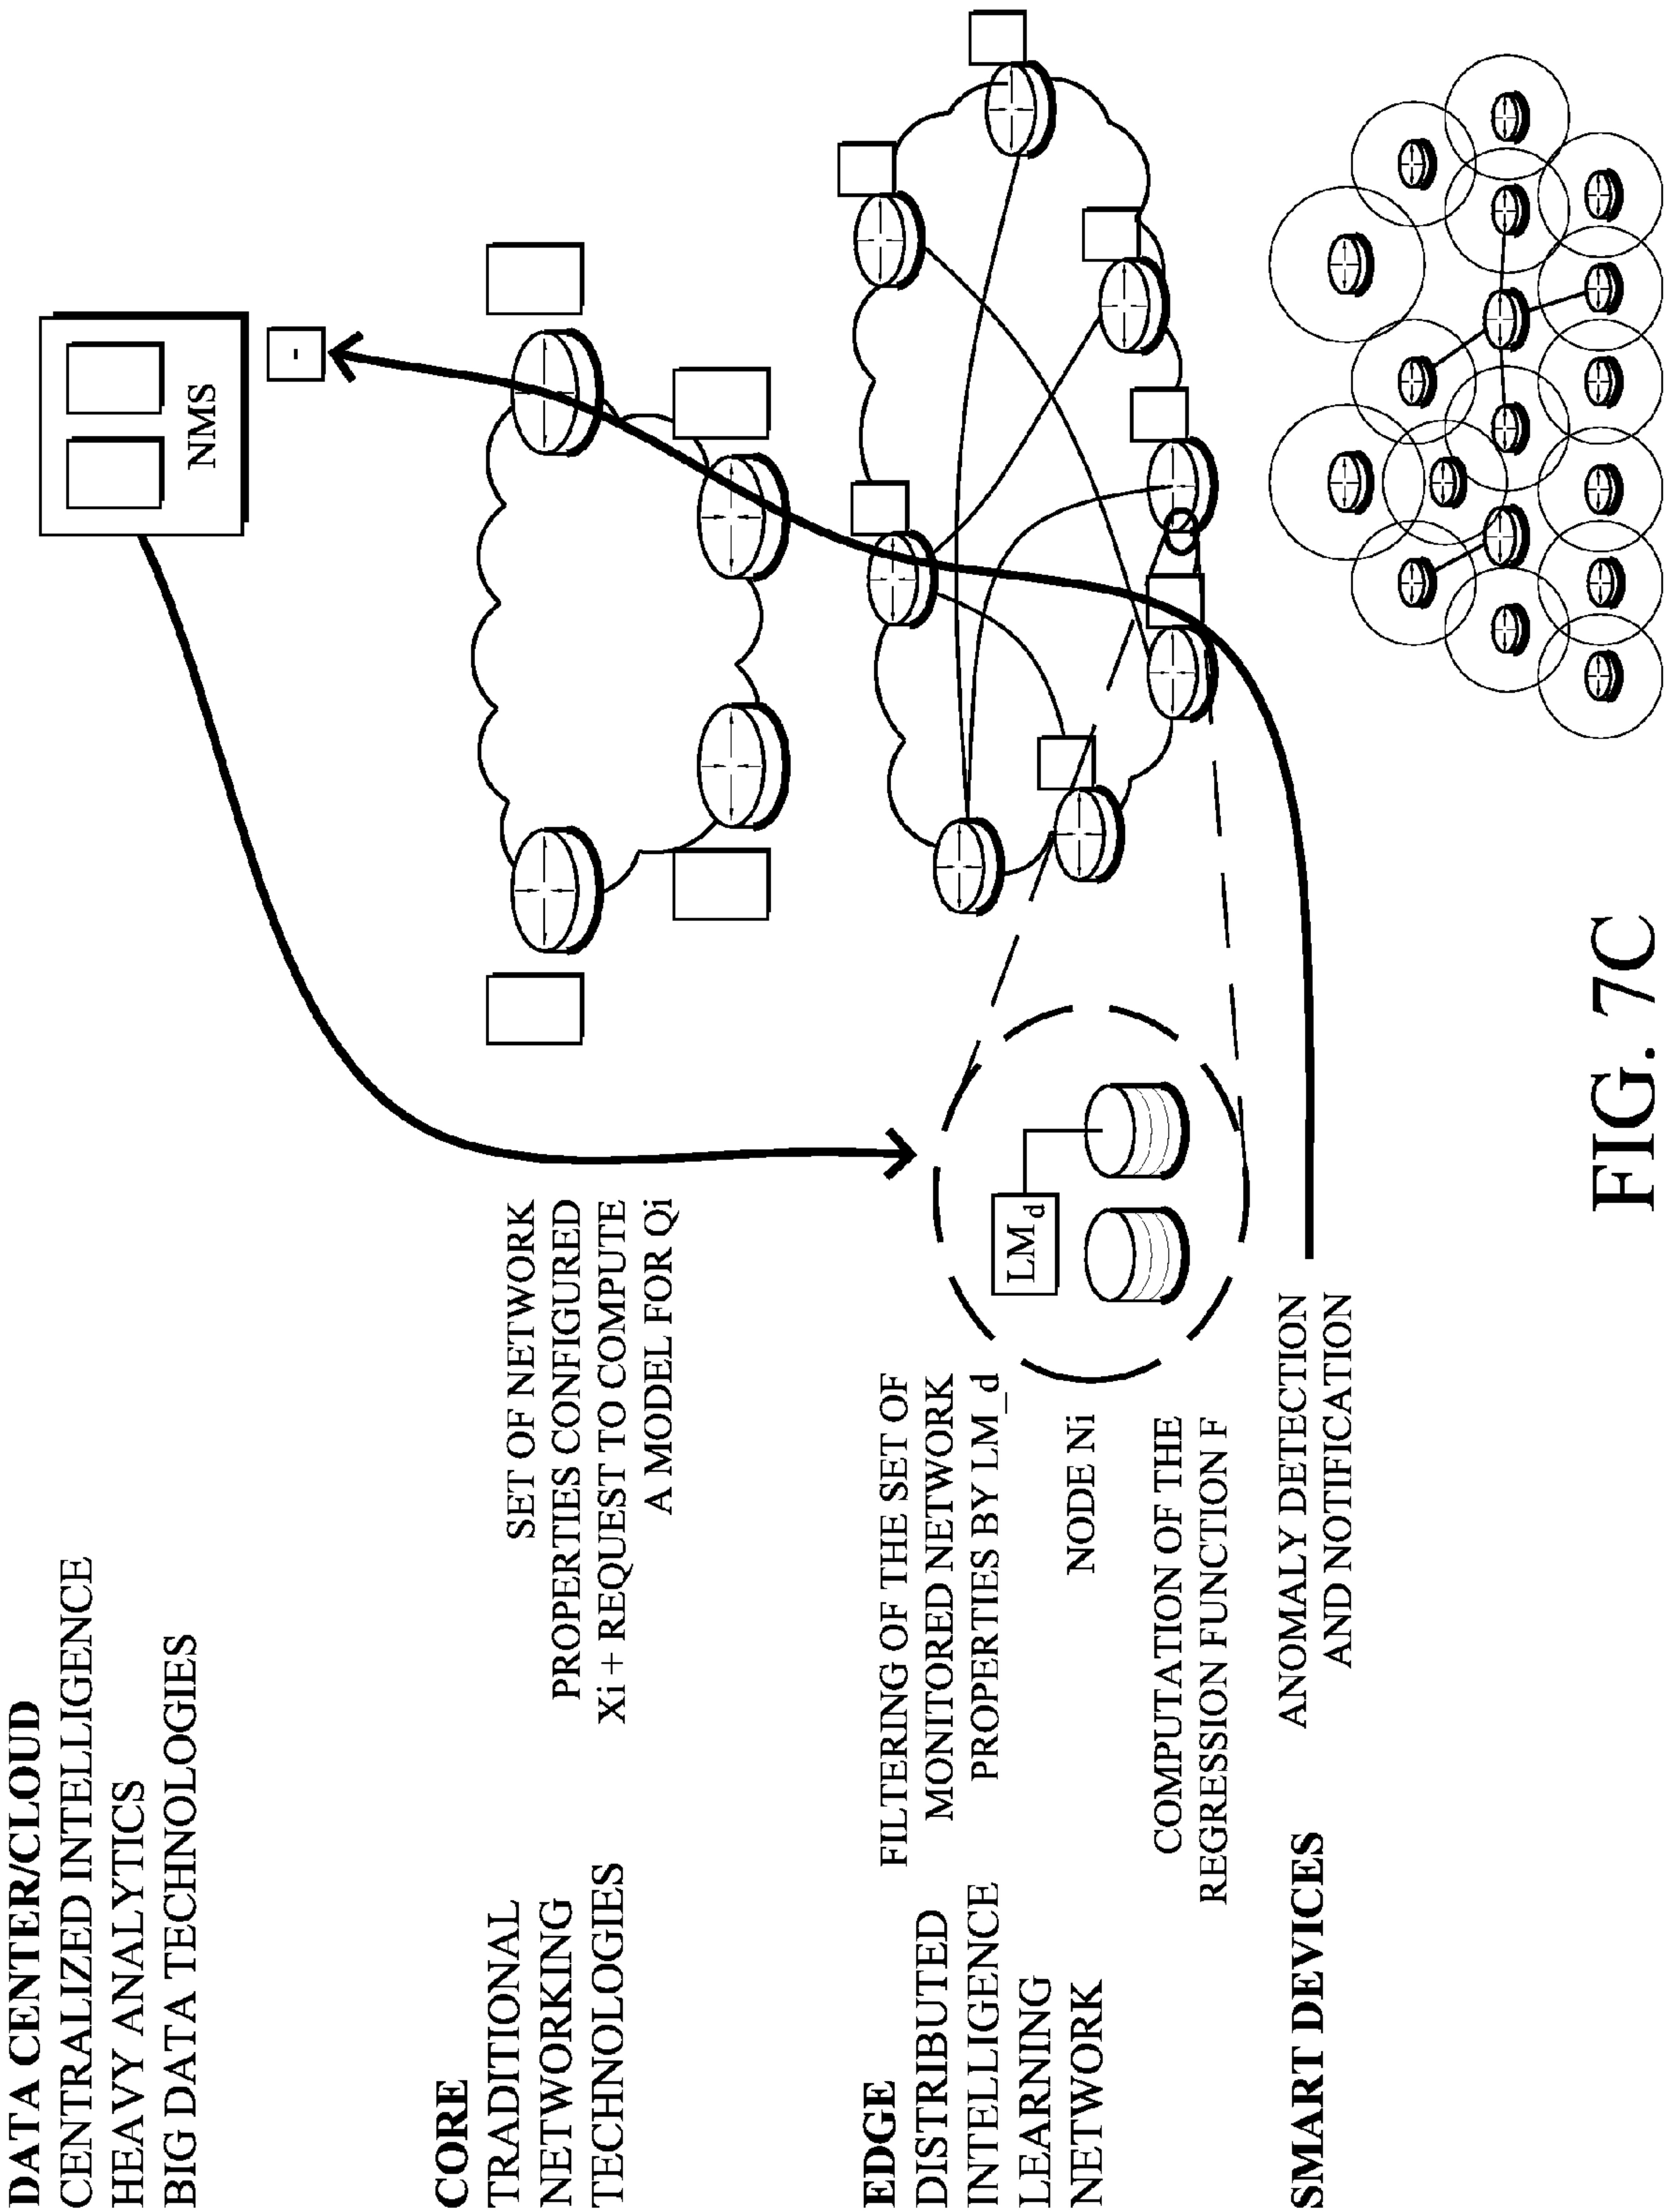 DATA CENTER/CLOUD
CENTRALIZED INTELLIGENCE
HEAVY ANALYTICS
BIG DATA TECHNOLOGIES
NMS
-
CORE
TRADITIONAL
NETWORKING
TECHNOLOGIES
SET OF NETWORK
PROPERTIES CONFIGURED
Xi + REQUEST TO COMPUTE
A MODEL FOR Qi
EDGE
DISTRIBUTED
INTELLIGENCE
LEARNING
NETWORK
FILTERING OF THE SET OF
MONITORED NETWORK
PROPERTIES BY LM_d
NODE Ni
COMPUTATION OF THE
REGRESSION FUNCTION F
LMd
SMART DEVICES
ANOMALY DETECTION
AND NOTIFICATION
FIG. 7C